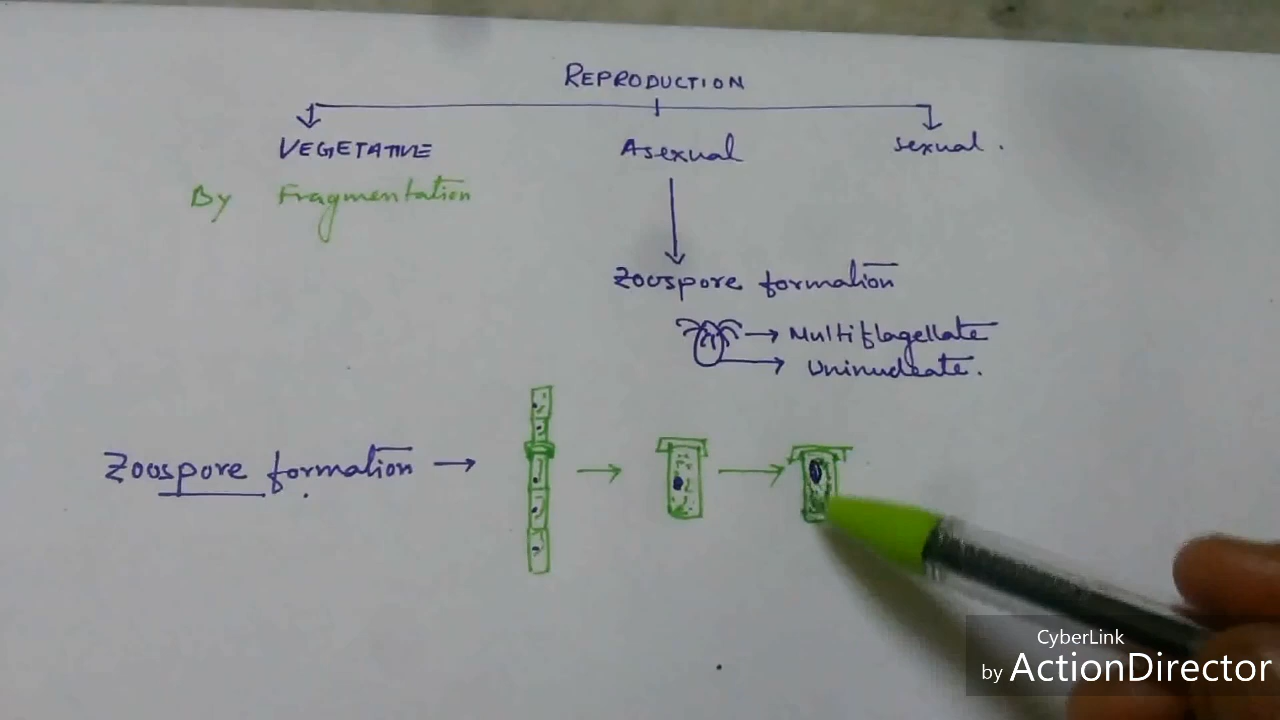 REPRODUCTION
VEGETATIVE Asexual sexual.
By Fragmentation
Zoospore formation
Multiflagellate
Uninucleate.
Zoospore formation
CyberLink
by ActionDirector